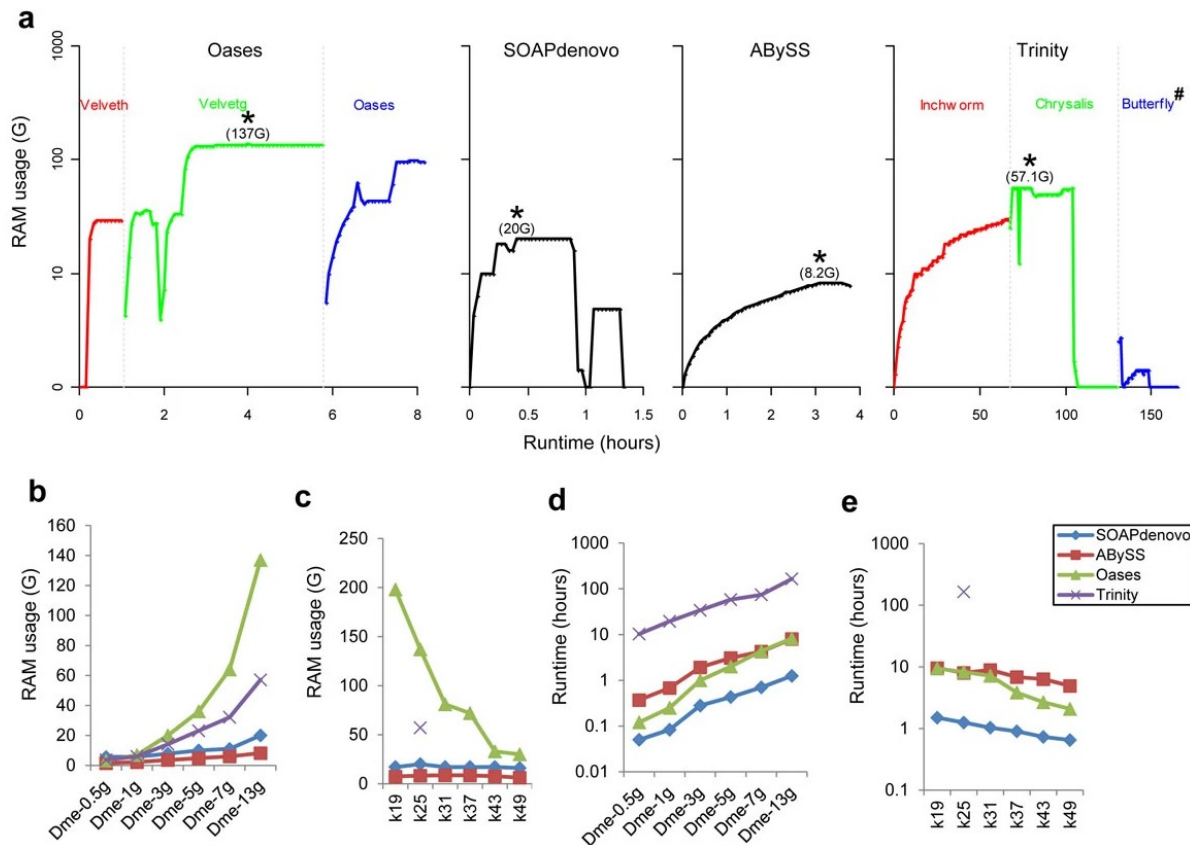 a
Oases
SOAPdenovo
ABySS
Trinity
RAM usage (G)
1000
100
10
0
Velveth
Velvetg
Oases
*
(137G)
*
(20G)
*
(8.2G)
Inchworm
Chrysalis
Butterfly#
*
(57.1G)
0 2 4 6 8
0 0.5 1 1.5
0 1 2 3 4
0 50 100 150
Runtime (hours)
b
RAM usage (G)
160
140
120
100
80
60
40
20
0
Dme-0.5g
Dme-1g
Dme-3g
Dme-5g
Dme-7g
Dme-13g
c
RAM usage (G)
250
200
150
100
50
0
k19
k25
k31
k37
k43
k49
d
Runtime (hours)
1000
100
10
1
0.1
0.01
Dme-0.5g
Dme-1g
Dme-3g
Dme-5g
Dme-7g
Dme-13g
e
Runtime (hours)
1000
100
10
1
0.1
k19
k25
k31
k37
k43
k49
SOAPdenovo
ABySS
Oases
Trinity